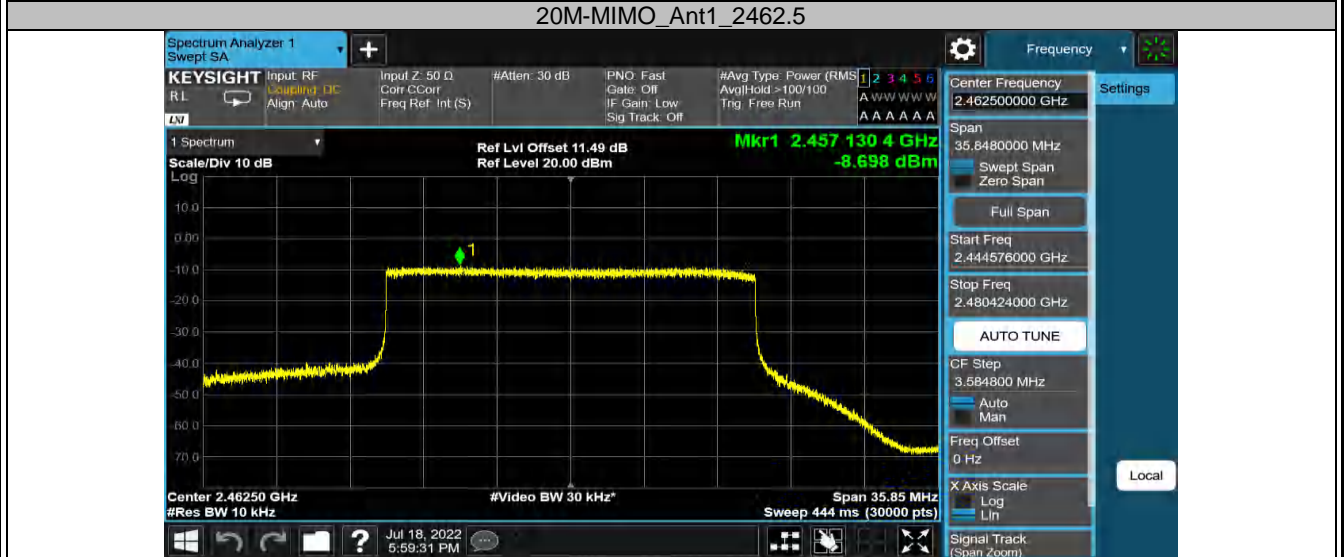 20M-MIMO_Ant1_2462.5
Spectrum Analyzer 1
Swept SA
Frequency
KEYSIGHT
RL
LXI
Input: RF
Coupling: DC
Align: Auto
Input Z: 50 Ω
Corr CCorr
Freq Ref: Int (S)
#Atten: 30 dB
PNO: Fast
Gate: Off
IF Gain: Low
Sig Track: Off
#Avg Type: Power (RMS
Avg|Hold:>100/100
Trig: Free Run
1 2 3 4 5 6
A W W W W W
A A A A A A
Center Frequency
2.462500000 GHz
Settings
Span
35.8480000 MHz
Swept Span
Zero Span
Full Span
Start Freq
2.444576000 GHz
Stop Freq
2.480424000 GHz
AUTO TUNE
CF Step
3.584800 MHz
Auto
Man
Freq Offset
0 Hz
X Axis Scale
Log
Lin
Local
Signal Track
(Span Zoom)
1 Spectrum
Scale/Div 10 dB
Log
Ref Lvl Offset 11.49 dB
Ref Level 20.00 dBm
Mkr1 2.457 130 4 GHz
-8.698 dBm
10.0
0.00
-10.0
-20.0
-30.0
-40.0
-50.0
-60.0
-70.0
1
Center 2.46250 GHz
#Res BW 10 kHz
#Video BW 30 kHz*
Span 35.85 MHz
Sweep 444 ms (30000 pts)
?
Jul 18, 2022
5:59:31 PM